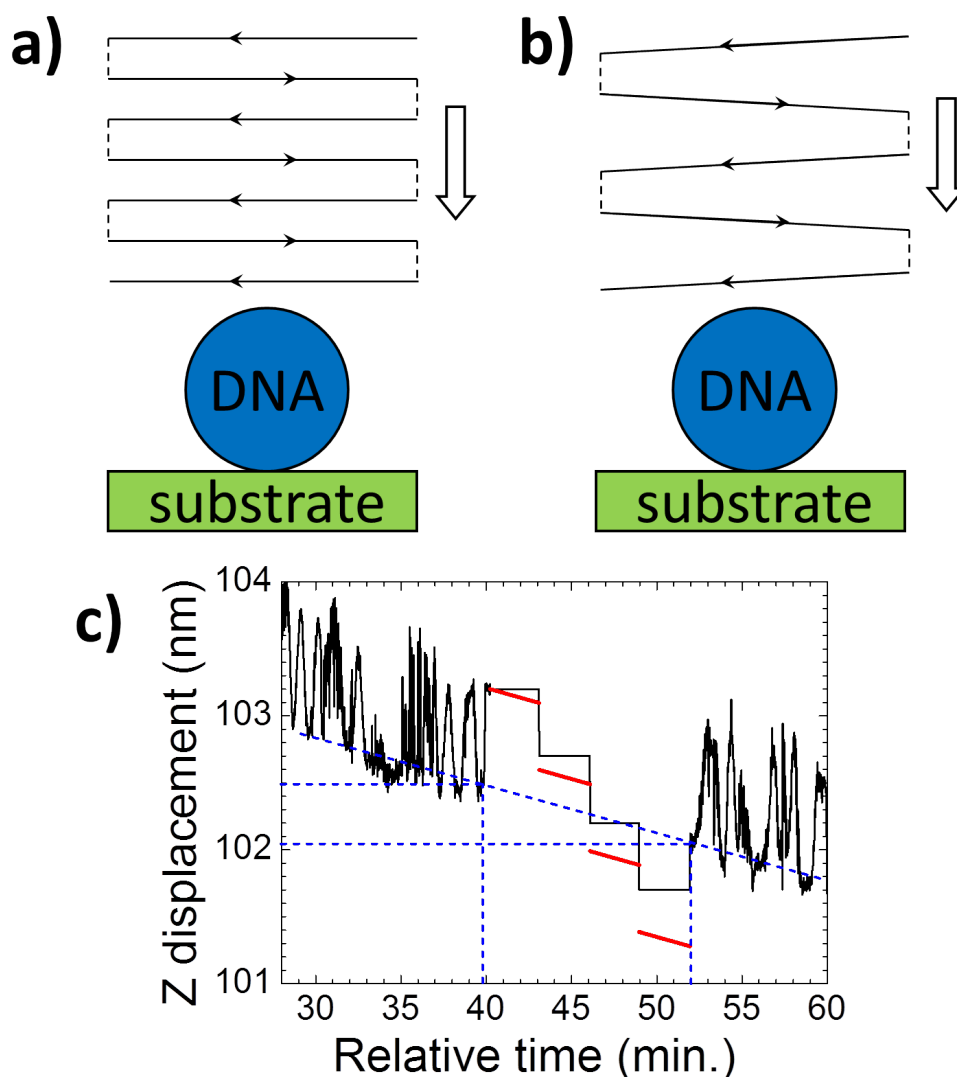 a)
b)
DNA
DNA
substrate
substrate
c)
Z displacement (nm)
104
103
102
101
30 35 40 45 50 55 60
Relative time (min.)